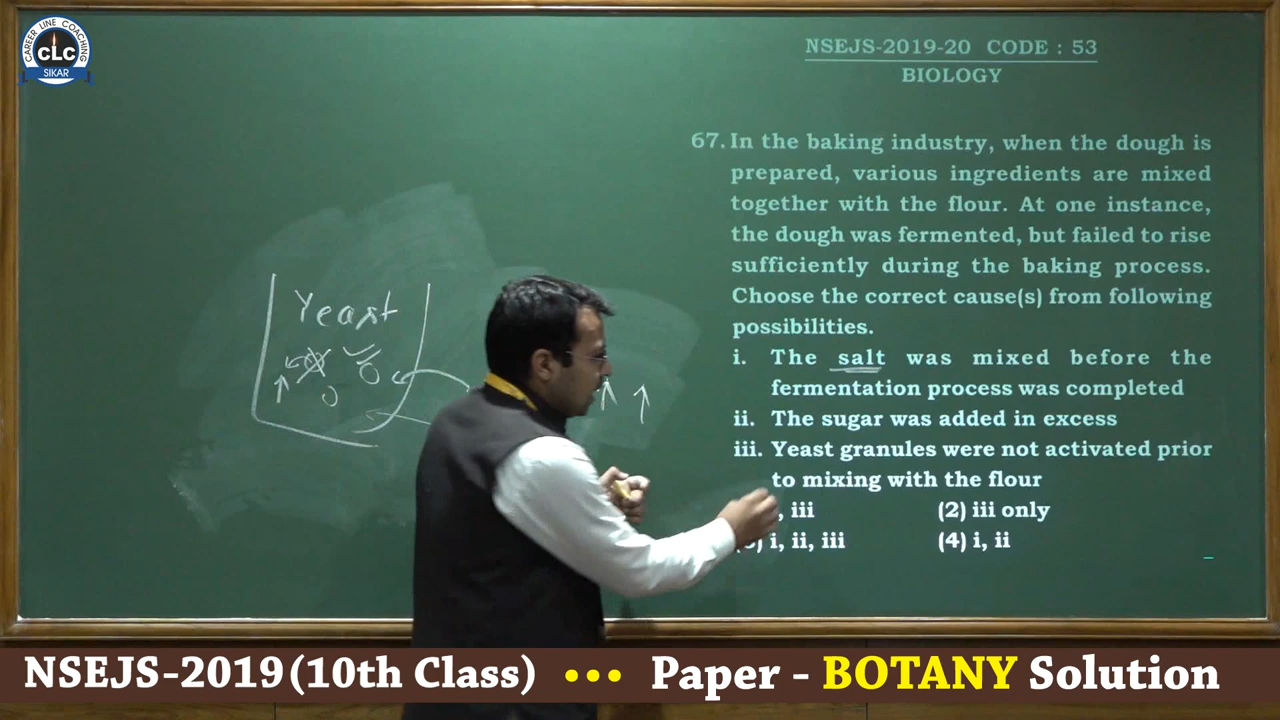 CAREER LINE COACHING
CLC
SIKAR
NSEJS-2019-20 CODE : 53
BIOLOGY
67. In the baking industry, when the dough is
prepared, various ingredients are mixed
together with the flour. At one instance,
the dough was fermented, but failed to rise
sufficiently during the baking process.
Choose the correct cause(s) from following
possibilities.
i. The salt was mixed before the
fermentation process was completed
ii. The sugar was added in excess
iii. Yeast granules were not activated prior
to mixing with the flour
, iii (2) iii only
) i, ii, iii (4) i, ii
Yeast
NSEJS-2019(10th Class) ••• Paper - BOTANY Solution